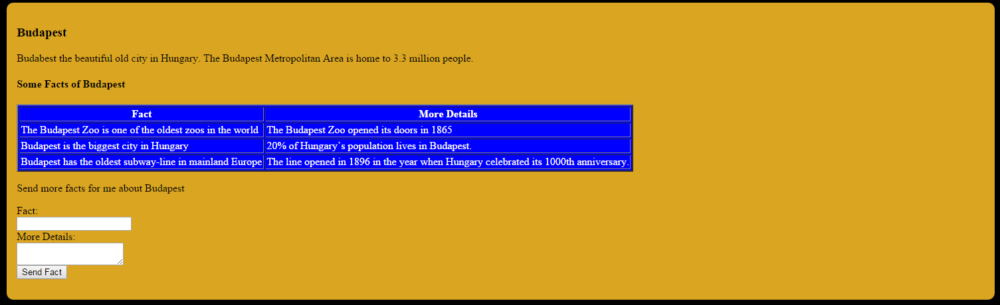 Budapest
Budabest the beautiful old city in Hungary. The Budapest Metropolitan Area is home to 3.3 million people.
Some Facts of Budapest
Fact More Details
The Budapest Zoo is one of the oldest zoos in the world The Budapest Zoo opened its doors in 1865
Budapest is the biggest city in Hungary 20% of Hungary’s population lives in Budapest.
Budapest has the oldest subway-line in mainland Europe The line opened in 1896 in the year when Hungary celebrated its 1000th anniversary.
Send more facts for me about Budapest
Fact:
More Details:
Send Fact